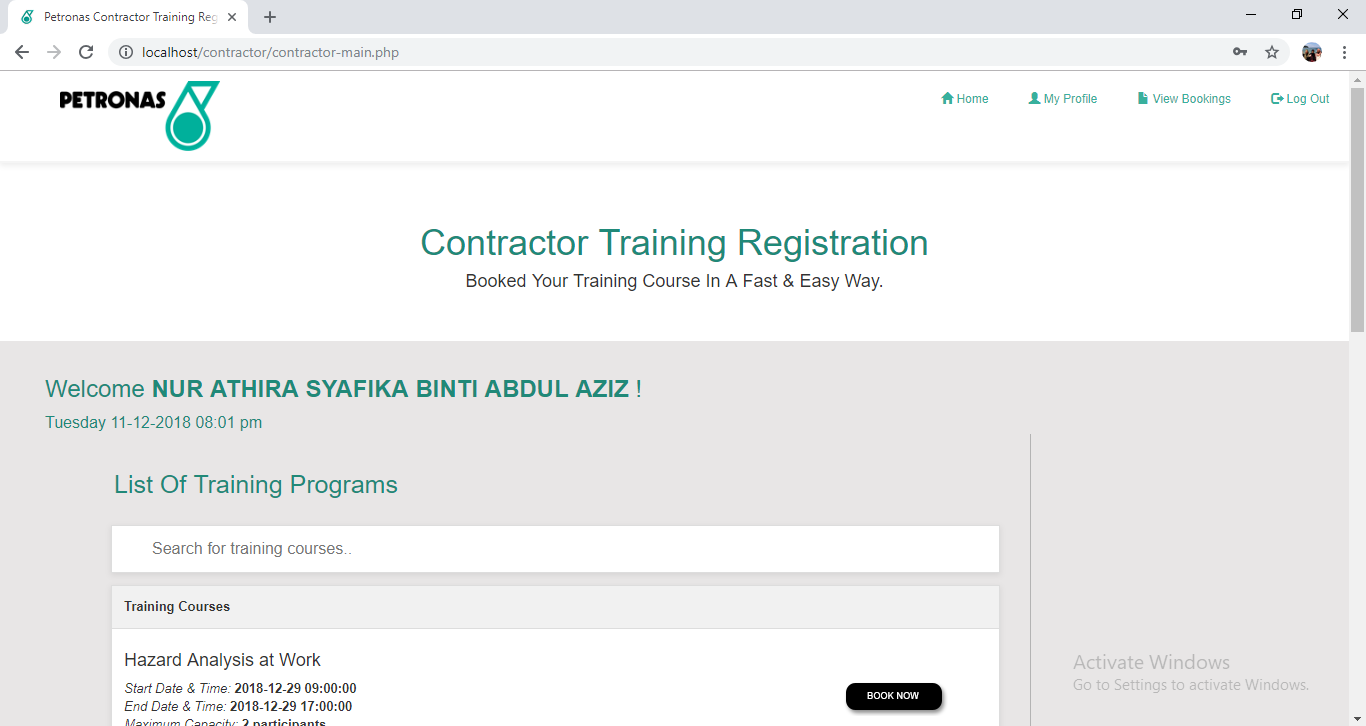 Petronas Contractor Training Reg
localhost/contractor/contractor-main.php
PETRONAS
Home My Profile View Bookings Log Out
Contractor Training Registration
Booked Your Training Course In A Fast & Easy Way.
Welcome NUR ATHIRA SYAFIKA BINTI ABDUL AZIZ !
Tuesday 11-12-2018 08:01 pm
List Of Training Programs
Search for training courses..
Training Courses
Hazard Analysis at Work
Start Date & Time: 2018-12-29 09:00:00
End Date & Time: 2018-12-29 17:00:00
BOOK NOW
Maximum Capacity: 2 participants
Activate Windows
Go to Settings to activate Windows.